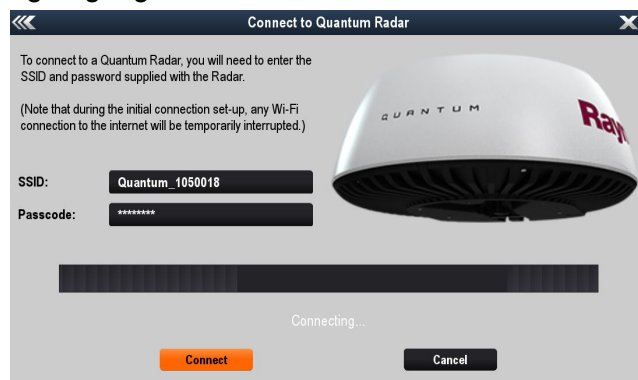 Connect to Quantum Radar
To connect to a Quantum Radar, you will need to enter the
SSID and password supplied with the Radar.
(Note that during the initial connection set-up, any Wi-Fi
connection to the internet will be temporarily interrupted.)
QUANTUM
Ray
SSID:
Quantum_1050018
Passcode:
********
Connecting...
Connect
Cancel